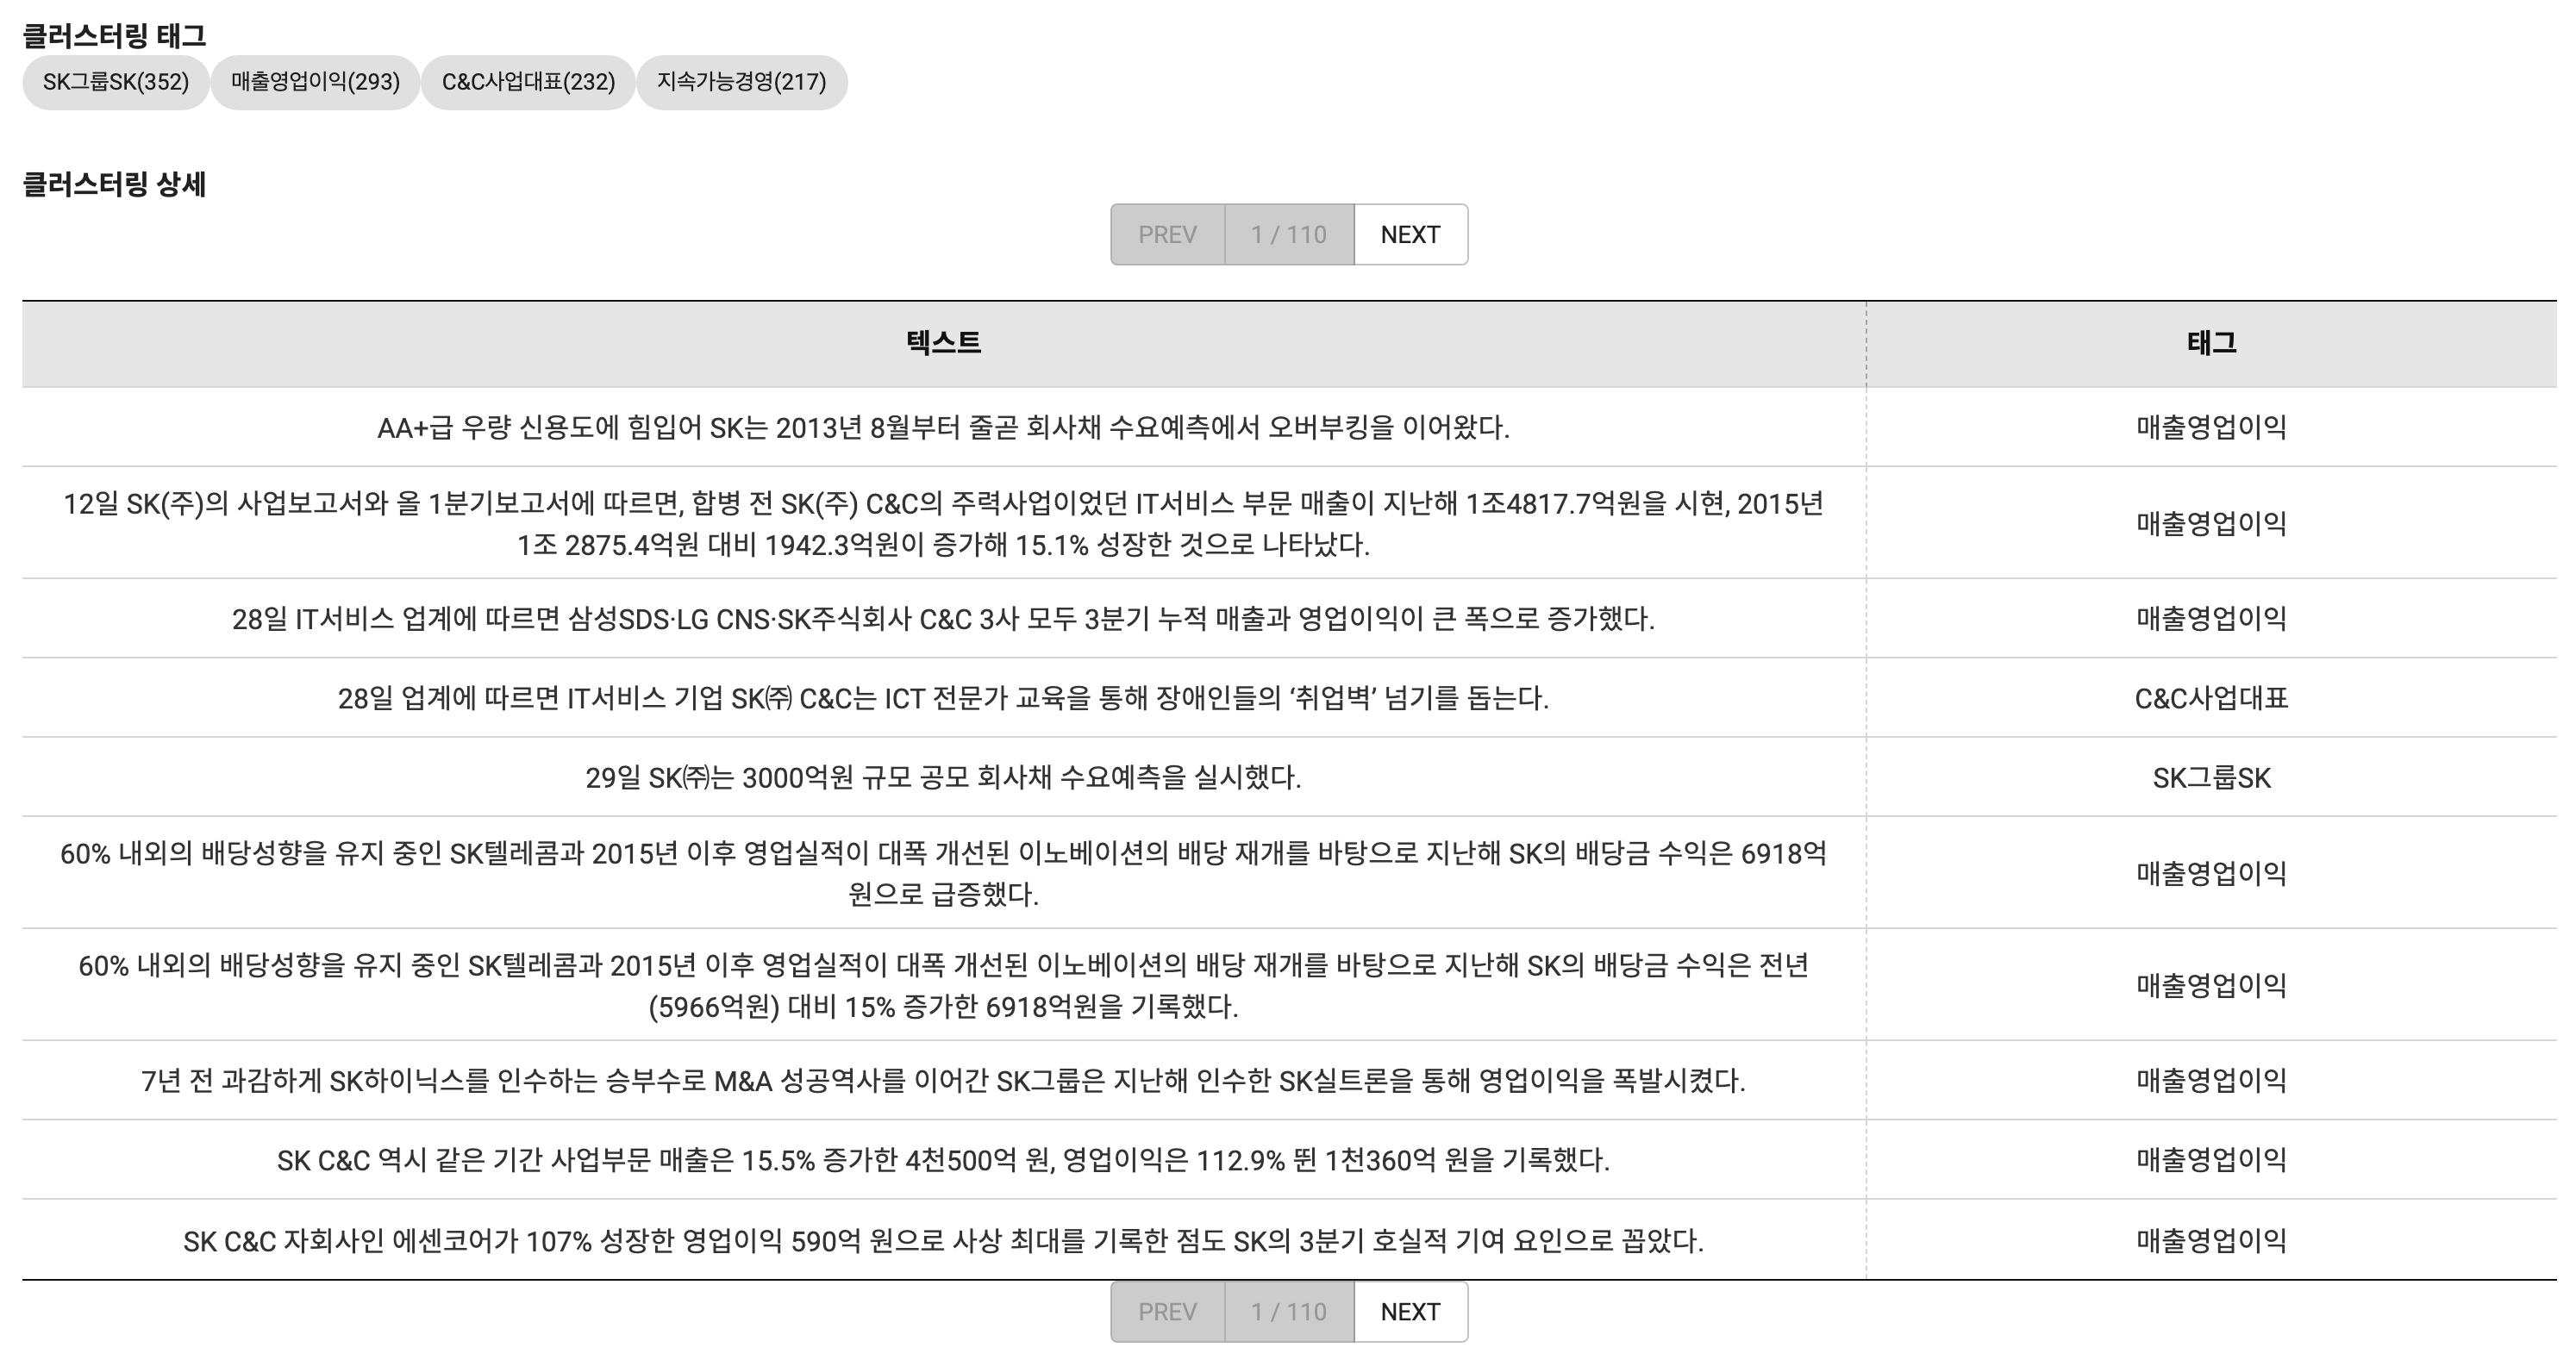 클러스터링 태그
SK그룹SK(352) 매출영업이익(293) C&C사업대표(232) 지속가능경영(217)
클러스터링 상세
PREV 1 / 110 NEXT
텍스트 태그
AA+급 우량 신용도에 힘입어 SK는 2013년 8월부터 줄곧 회사채 수요예측에서 오버부킹을 이어왔다. 매출영업이익
12일 SK(주)의 사업보고서와 올 1분기보고서에 따르면, 합병 전 SK(주) C&C의 주력사업이었던 IT서비스 부문 매출이 지난해 1조4817.7억원을 시현, 2015년
1조 2875.4억원 대비 1942.3억원이 증가해 15.1% 성장한 것으로 나타났다. 매출영업이익
28일 IT서비스 업계에 따르면 삼성SDS·LG CNS·SK주식회사 C&C 3사 모두 3분기 누적 매출과 영업이익이 큰 폭으로 증가했다. 매출영업이익
28일 업계에 따르면 IT서비스 기업 SK㈜ C&C는 ICT 전문가 교육을 통해 장애인들의 ‘취업벽’ 넘기를 돕는다. C&C사업대표
29일 SK㈜는 3000억원 규모 공모 회사채 수요예측을 실시했다. SK그룹SK
60% 내외의 배당성향을 유지 중인 SK텔레콤과 2015년 이후 영업실적이 대폭 개선된 이노베이션의 배당 재개를 바탕으로 지난해 SK의 배당금 수익은 6918억
원으로 급증했다. 매출영업이익
60% 내외의 배당성향을 유지 중인 SK텔레콤과 2015년 이후 영업실적이 대폭 개선된 이노베이션의 배당 재개를 바탕으로 지난해 SK의 배당금 수익은 전년
(5966억원) 대비 15% 증가한 6918억원을 기록했다. 매출영업이익
7년 전 과감하게 SK하이닉스를 인수하는 승부수로 M&A 성공역사를 이어간 SK그룹은 지난해 인수한 SK실트론을 통해 영업이익을 폭발시켰다. 매출영업이익
SK C&C 역시 같은 기간 사업부문 매출은 15.5% 증가한 4천500억 원, 영업이익은 112.9% 뛴 1천360억 원을 기록했다. 매출영업이익
SK C&C 자회사인 에센코어가 107% 성장한 영업이익 590억 원으로 사상 최대를 기록한 점도 SK의 3분기 호실적 기여 요인으로 꼽았다. 매출영업이익
PREV 1 / 110 NEXT